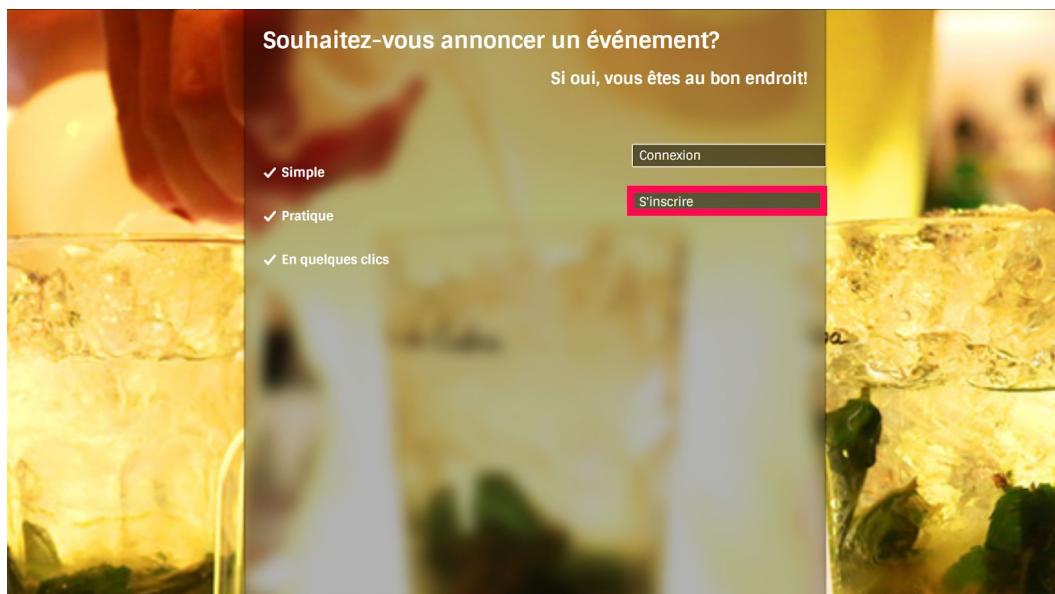 Souhaitez-vous annoncer un événement?
Si oui, vous êtes au bon endroit!
Connexion
✓ Simple
S'inscrire
✓ Pratique
✓ En quelques clics